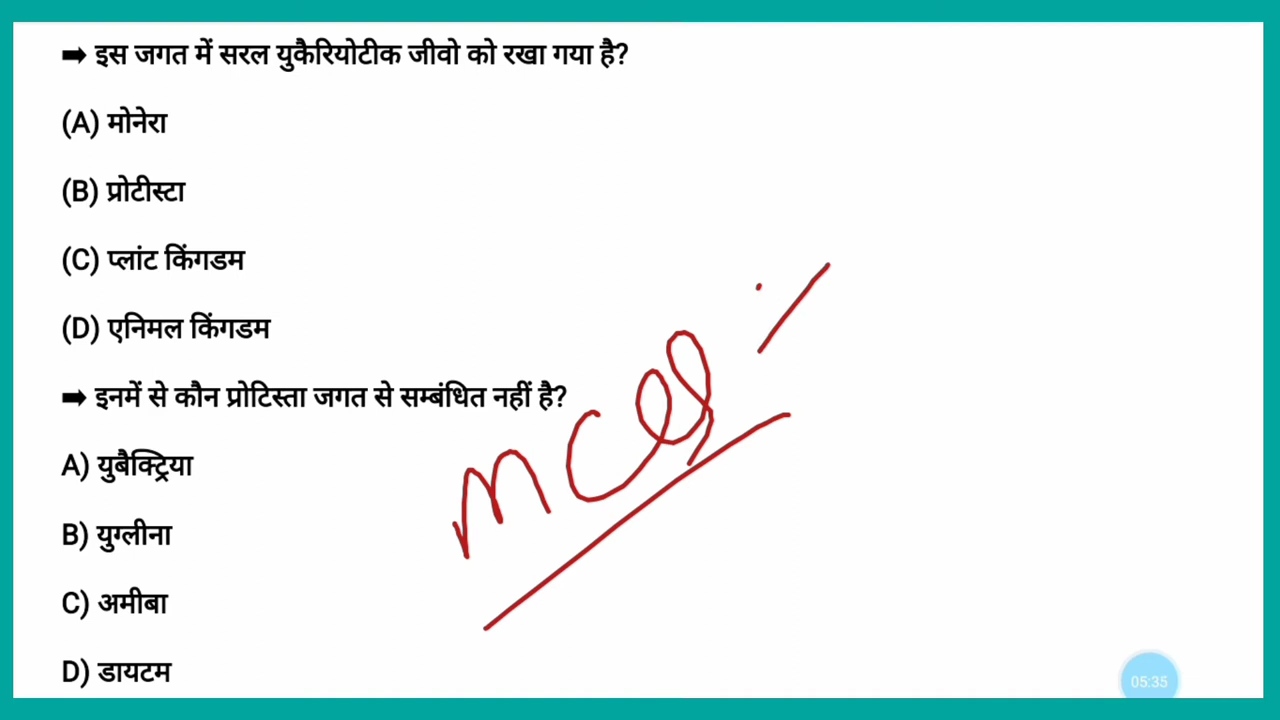 ➡ इस जगत में सरल युकैरियोटीक जीवो को रखा गया है?
(A) मोनेरा
(B) प्रोटीस्टा
(C) प्लांट किंगडम
(D) एनिमल किंगडम
➡ इनमें से कौन प्रोटिस्ता जगत से सम्बंधित नहीं है?
A) युबैक्ट्रिया
B) युग्लीना
C) अमीबा
D) डायटम
MCQ :-
05:35